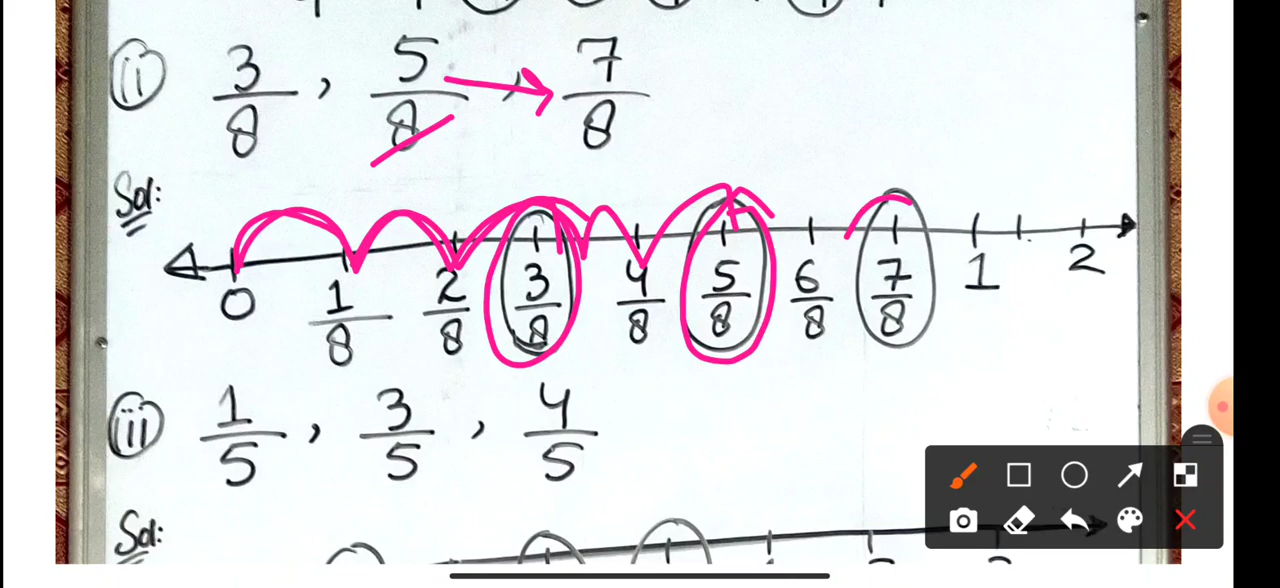 (ii) 3/8 , 5/8 , 7/8
Sol:
0 1/8 2/8 3/8 4/8 5/8 6/8 7/8 1 2
(iii) 1/5 , 3/5 , 4/5
Sol: